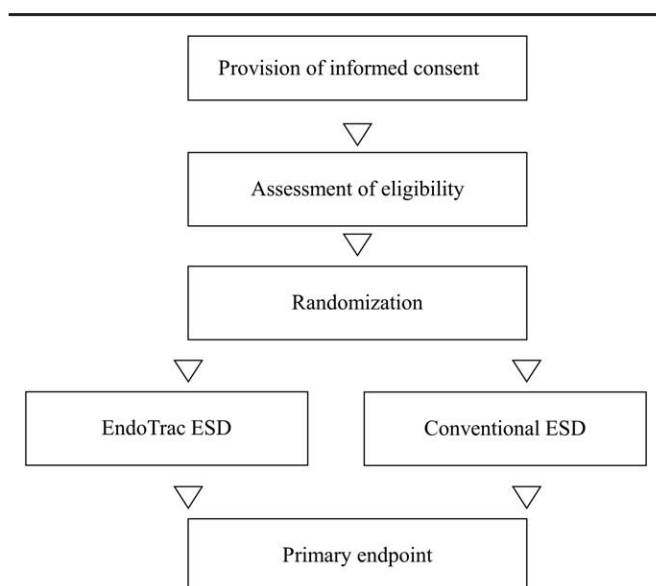 Provision of informed consent
Assessment of eligibility
Randomization
EndoTrac ESD
Conventional ESD
Primary endpoint